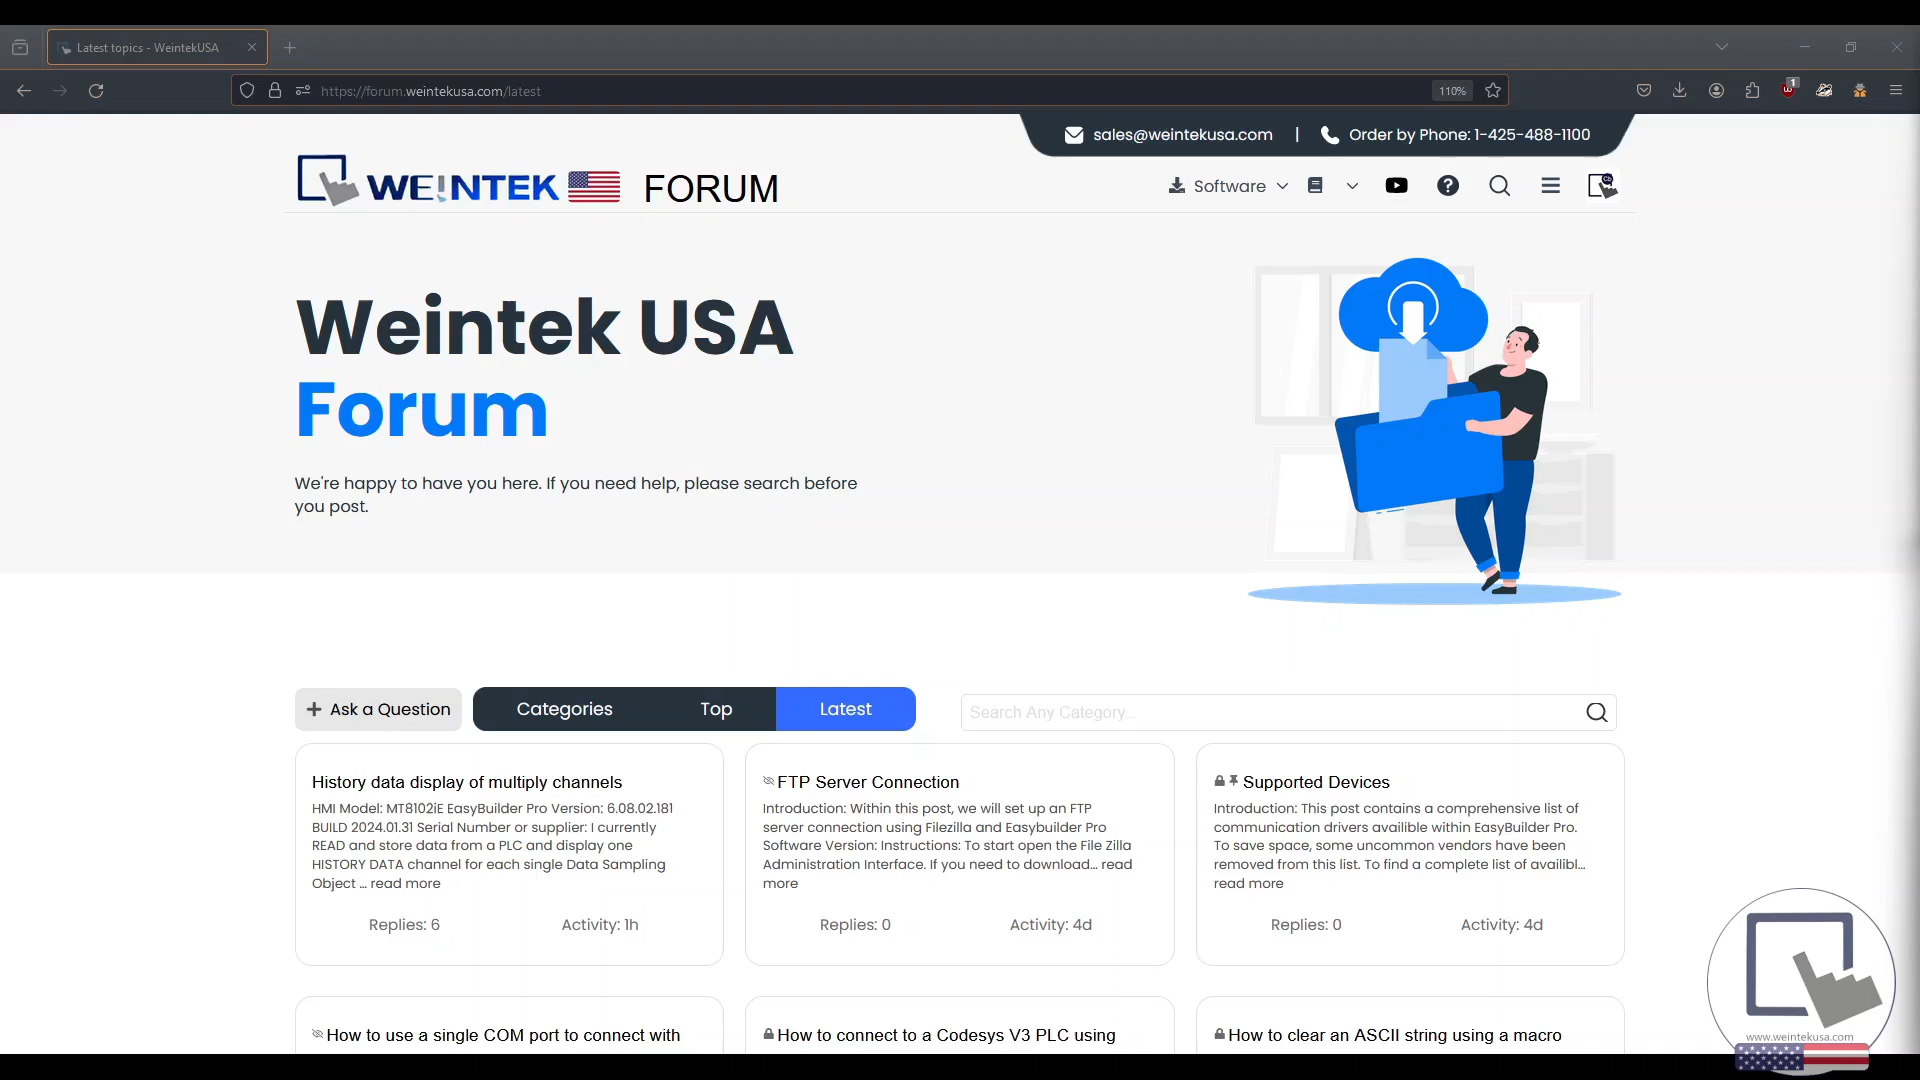 Latest topics - WeintekUSA
https://forum.weintekusa.com/latest
110%
1
sales@weintekusa.com | Order by Phone: 1-425-488-1100
WEINTEK FORUM
Software
Weintek USA
Forum
We're happy to have you here. If you need help, please search before
you post.
Ask a Question
Categories
Top
Latest
Search Any Category...
History data display of multiply channels
HMI Model: MT8102iE EasyBuilder Pro Version: 6.08.02.181
BUILD 2024.01.31 Serial Number or supplier: I currently
READ and store data from a PLC and display one
HISTORY DATA channel for each single Data Sampling
Object … read more
Replies: 6
Activity: 1h
FTP Server Connection
Introduction: Within this post, we will set up an FTP
server connection using Filezilla and Easybuilder Pro
Software Version: Instructions: To start open the File Zilla
Administration Interface. If you need to download… read
more
Replies: 0
Activity: 4d
Supported Devices
Introduction: This post contains a comprehensive list of
communication drivers availible within EasyBuilder Pro.
To save space, some uncommon vendors have been
removed from this list. To find a complete list of availibl…
read more
Replies: 0
Activity: 4d
How to use a single COM port to connect with
How to connect to a Codesys V3 PLC using
How to clear an ASCII string using a macro
www.weintekusa.com